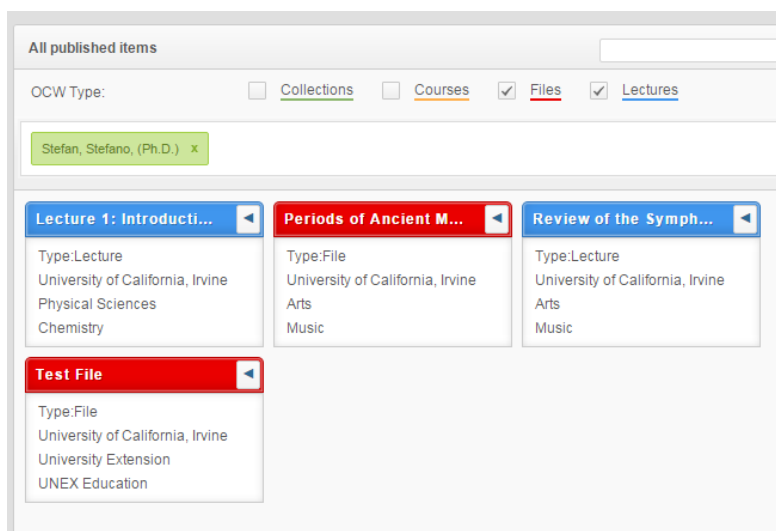 All published items
OCW Type: Collections Courses Files Lectures
Stefan, Stefano, (Ph.D.) x
Lecture 1: Introducti...
Type:Lecture
University of California, Irvine
Physical Sciences
Chemistry
Periods of Ancient M...
Type:File
University of California, Irvine
Arts
Music
Review of the Symph...
Type:Lecture
University of California, Irvine
Arts
Music
Test File
Type:File
University of California, Irvine
University Extension
UNEX Education